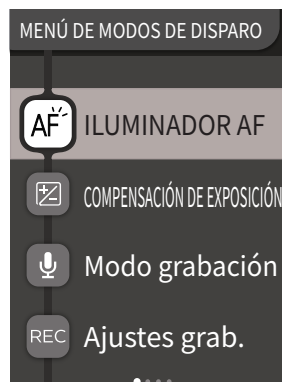 MENÚ DE MODOS DE DISPARO
AF ILUMINADOR AF
COMPENSACIÓN DE EXPOSICIÓN
Modo grabación
REC Ajustes grab.